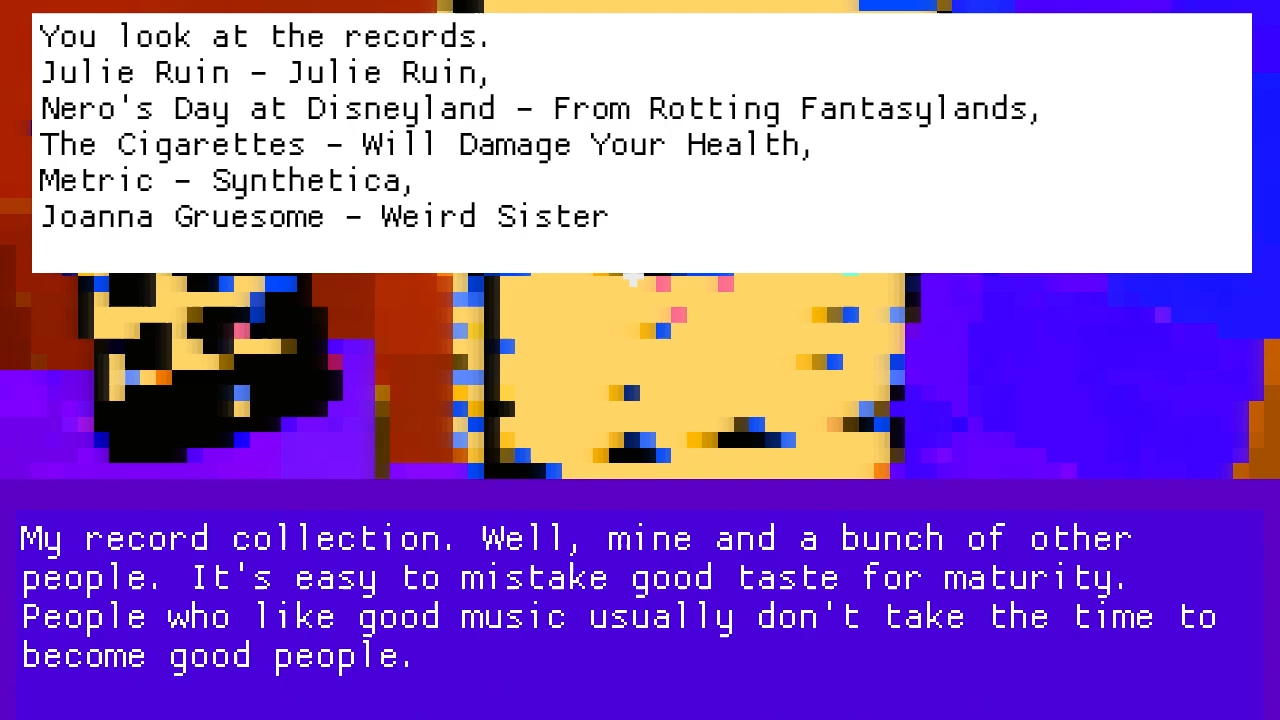 You look at the records.
Julie Ruin - Julie Ruin,
Nero's Day at Disneyland - From Rotting Fantasylands,
The Cigarettes - Will Damage Your Health,
Metric - Synthetica,
Joanna Gruesome - Weird Sister
My record collection. Well, mine and a bunch of other
people. It's easy to mistake good taste for maturity.
People who like good music usually don't take the time to
become good people.